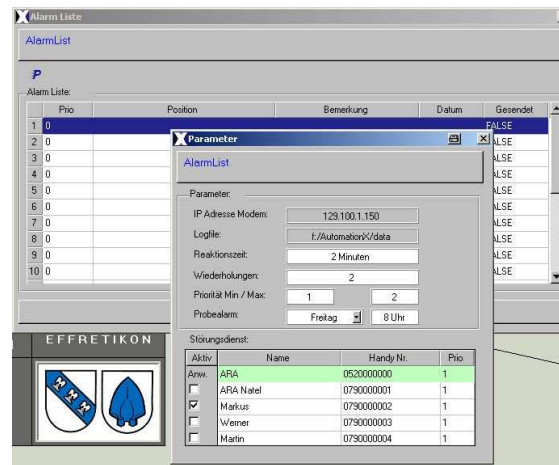 Alarm Liste
AlarmList
P
Alarm Liste:
Prio Position Bemerkung Datum Gesendet
1 0 FALSE
2 0 ALSE
3 0 ALSE
4 0 ALSE
5 0 ALSE
6 0 ALSE
7 0 ALSE
8 0 ALSE
9 0 ALSE
10 0 ALSE
Parameter
AlarmList
Parameter:
IP Adresse Modem: 129.100.1.150
Logfile: f:/AutomationX/data
Reaktionszeit: 2 Minuten
Wiederholungen: 2
Priorität Min / Max: 1 2
Probealarm: Freitag 8 Uhr
Störungsdienst:
Aktiv Name Handy Nr. Prio
Anw. ARA 0520000000 1
ARA Natel 0790000001 1
Markus 0790000002 1
Werner 0790000003 1
Martin 0790000004 1
EFFRETIKON